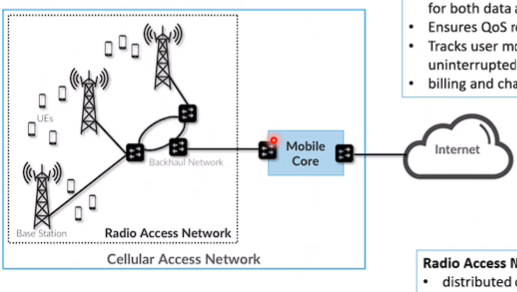 for both data a
Ensures QoS re
Tracks user mo
uninterrupted
billing and cha
UEs
Backhaul Network
Mobile
Core
Internet
Base Station
Radio Access Network
Cellular Access Network
Radio Access N
distributed c